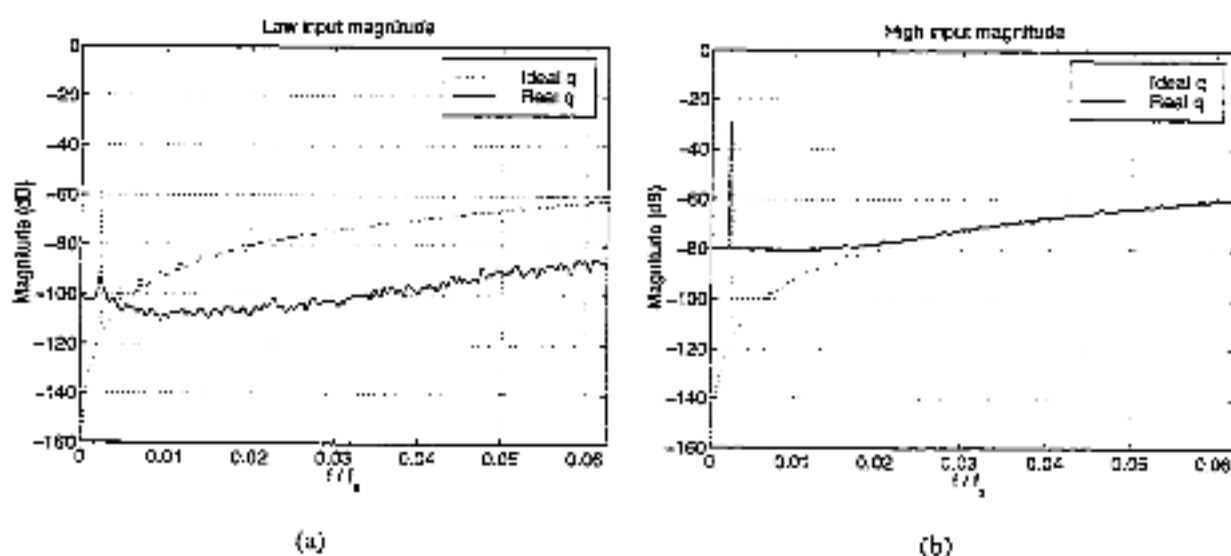 Low input magnitude
0
−20
−40
−60
−80
−100
−120
−140
−160
Magnitude (dB)
Ideal q
Real q
0
0.01
0.02
0.03
0.04
0.05
0.06
f / f
(a)
High input magnitude
0
−20
−40
−60
−80
−100
−120
−140
−160
Magnitude (dB)
Ideal q
Real q
0
0.01
0.02
0.03
0.04
0.05
0.06
f / f
(b)